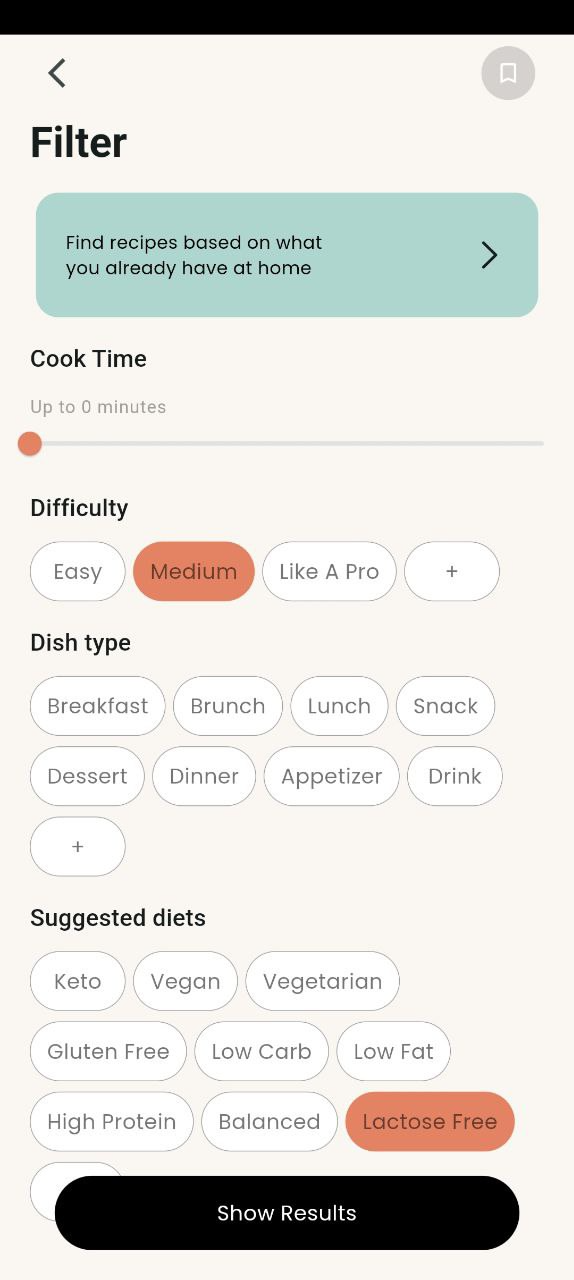 Filter
Find recipes based on what
you already have at home
Cook Time
Up to 0 minutes
Difficulty
Easy Medium Like A Pro +
Dish type
Breakfast Brunch Lunch Snack
Dessert Dinner Appetizer Drink
+
Suggested diets
Keto Vegan Vegetarian
Gluten Free Low Carb Low Fat
High Protein Balanced Lactose Free
Show Results